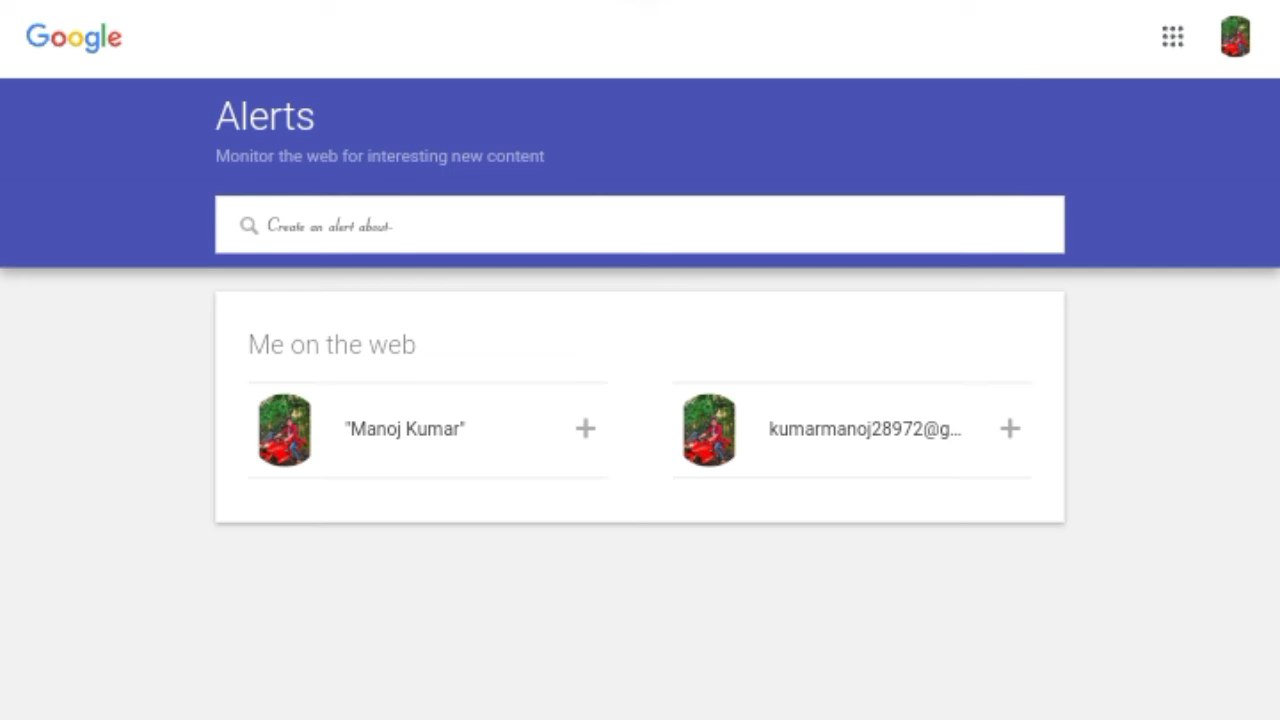 Google
Alerts
Monitor the web for interesting new content
Create an alert about-
Me on the web
"Manoj Kumar"
kumarmanoj28972@g...